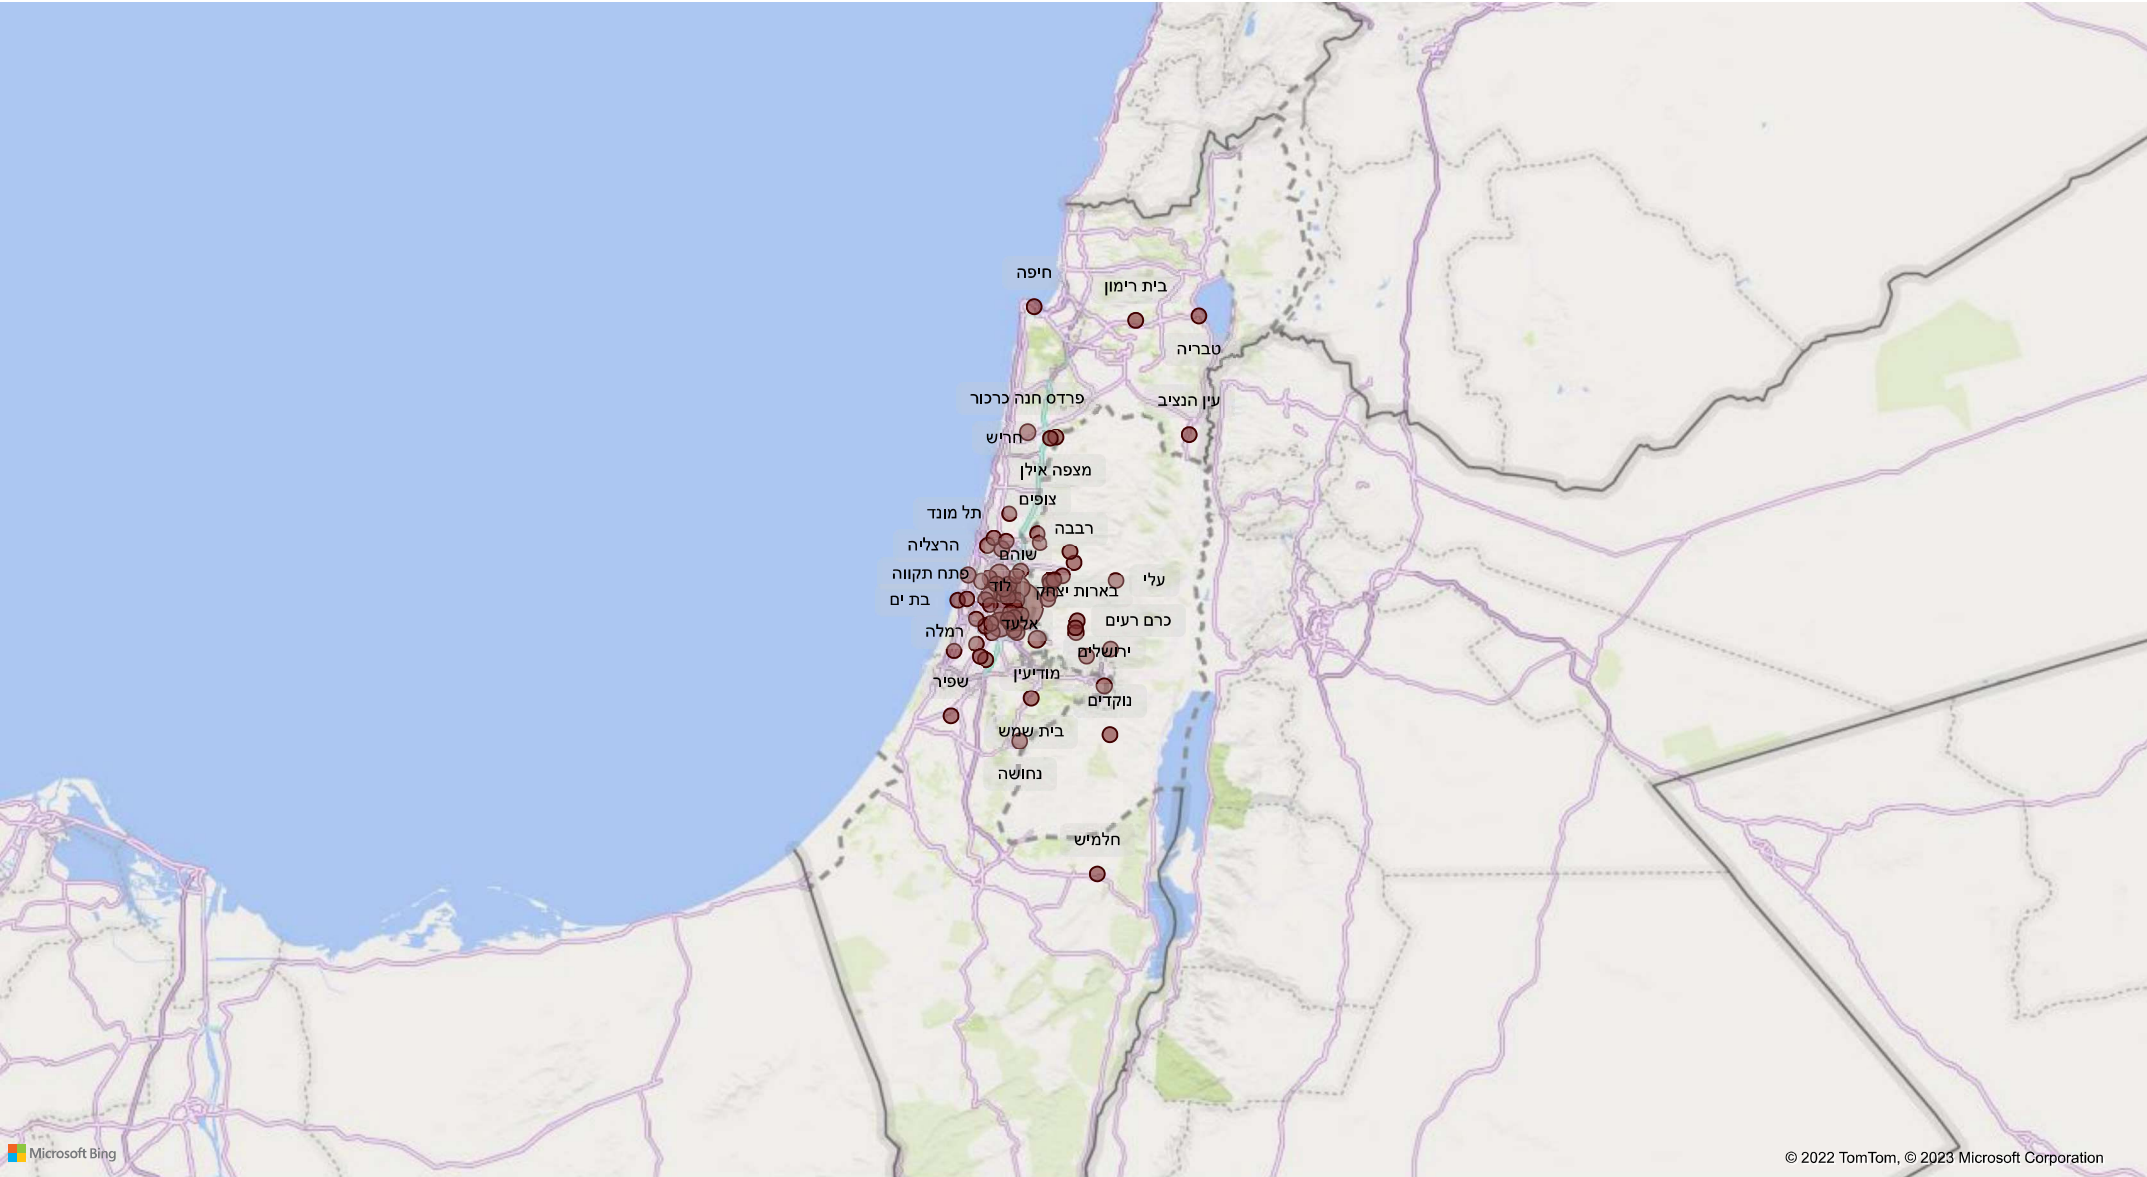 חיפה
בית רימון
טבריה
פרדס חנה כרכור
עין הנציב
חריש
מצפה אילן
צופים
תל מונד
רבבה
הרצליה
שוהם
פתח תקווה
עלי
לוד
בארות יצחק
בת ים
כרם רעים
אלעד
רמלה
ירושלים
מודיעין
שפיר
נוקדים
בית שמש
נחושה
חלמיש
Microsoft Bing
© 2022 TomTom, © 2023 Microsoft Corporation